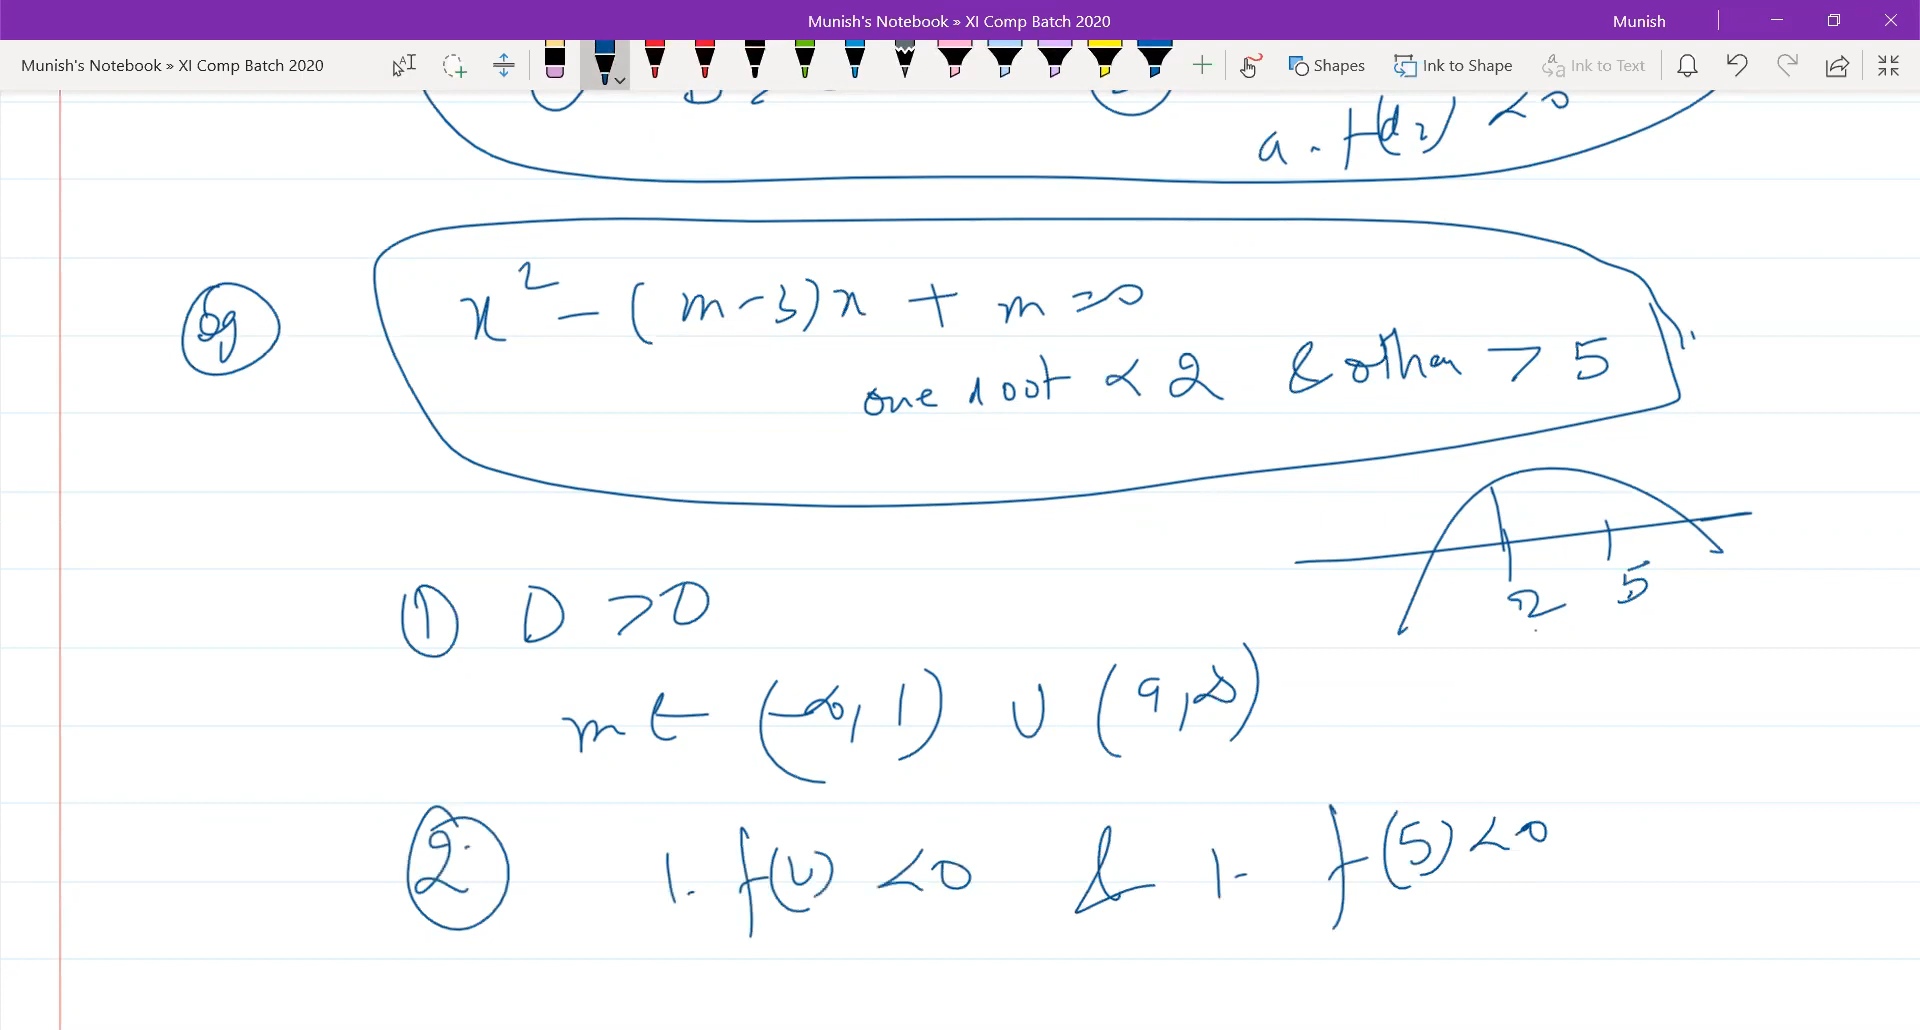 Munish's Notebook » XI Comp Batch 2020
Munish
Munish's Notebook » XI Comp Batch 2020
Shapes
Ink to Shape
Ink to Text
a . f(d₂) < 0
eg
x² - (m-3)x + m = 0
one root < 2 & other > 5
2 5
① D > 0
m ∈ (-∞, 1) ∪ (9, ∞)
② 1. f(2) < 0 & 1. f(5) < 0